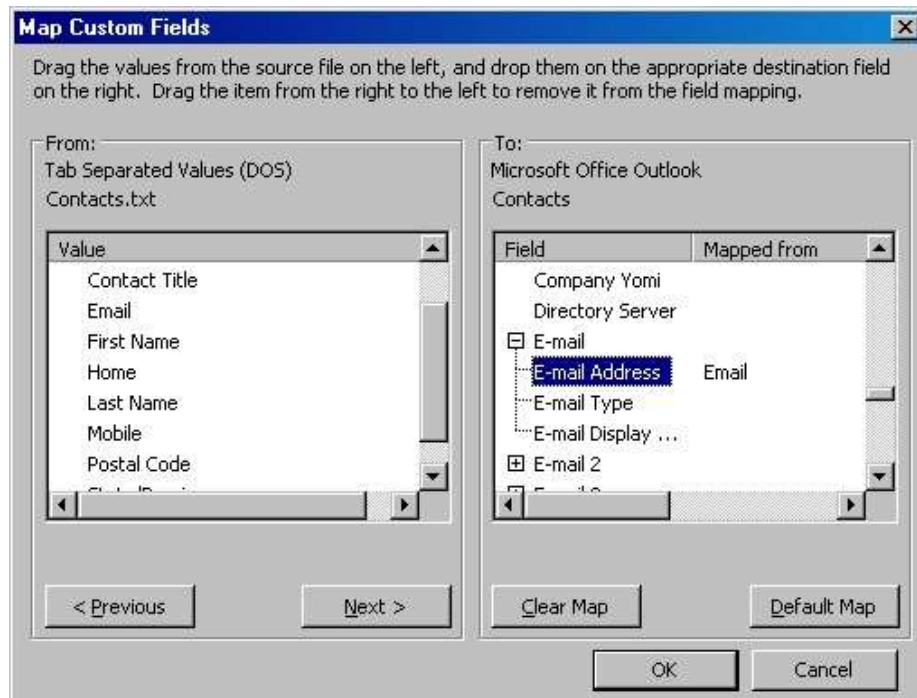 Map Custom Fields
Drag the values from the source file on the left, and drop them on the appropriate destination field
on the right. Drag the item from the right to the left to remove it from the field mapping.
From:
Tab Separated Values (DOS)
Contacts.txt
Value
Contact Title
Email
First Name
Home
Last Name
Mobile
Postal Code
< Previous
Next >
To:
Microsoft Office Outlook
Contacts
Field Mapped from
Company Yomi
Directory Server
E-mail
E-mail Address Email
E-mail Type
E-mail Display ...
E-mail 2
Clear Map
Default Map
OK
Cancel